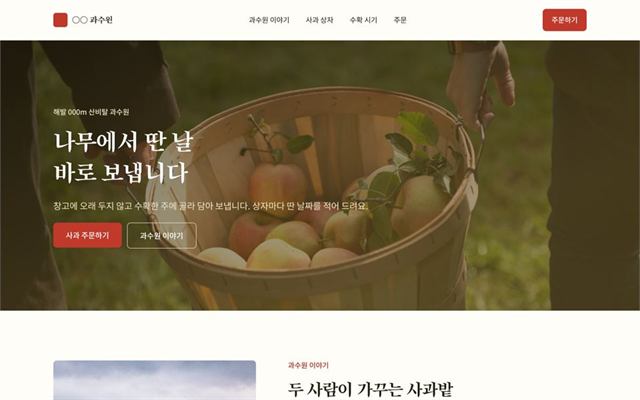 ○○ 과수원
과수원 이야기
사과 상자
수확 시기
주문
주문하기
해발 000m 산비탈 과수원
나무에서 딴 날
바로 보냅니다
창고에 오래 두지 않고 수확한 주에 골라 담아 보냅니다. 상자마다 딴 날짜를 적어 드려요.
사과 주문하기
과수원 이야기
과수원 이야기
두 사람이 가꾸는 사과밭